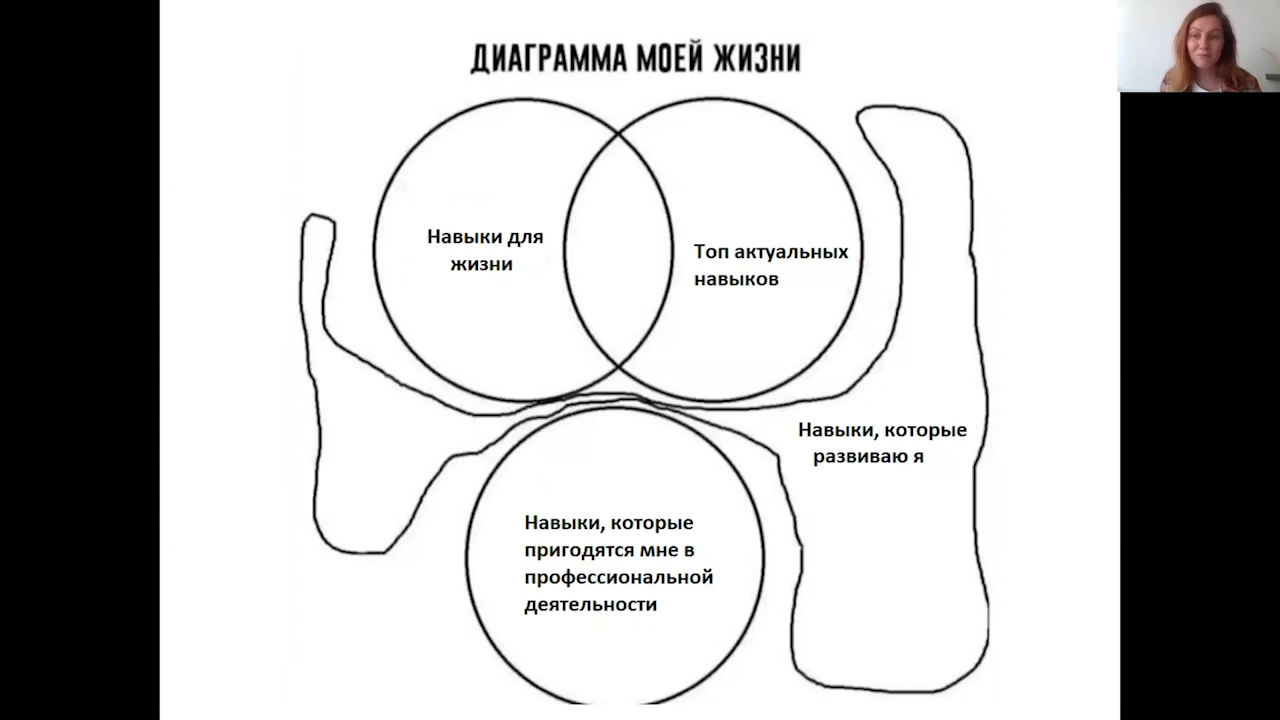 ДИАГРАММА МОЕЙ ЖИЗНИ
Навыки для
жизни
Топ актуальных
навыков
Навыки, которые
развиваю я
Навыки, которые
пригодятся мне в
профессиональной
деятельности